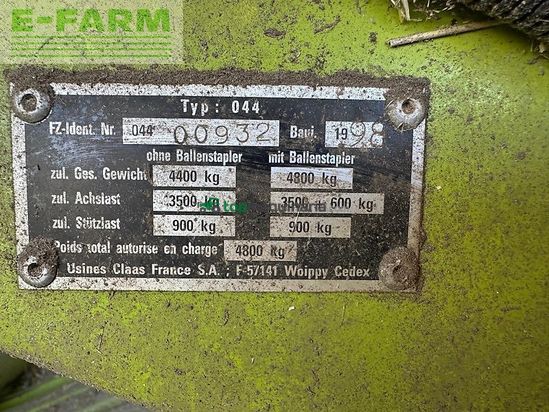 E-FARM
Typ: 044
FZ-Ident. Nr. 044 00932 Bauj. 1998
ohne Ballenstapler mit Ballenstapler
zul. Ges. Gewicht 4400 kg 4800 kg
zul. Achslast 3500 kg 3500 600 kg
zul. Stützlast 900 kg 900 kg
Poids total autorise en charge 4800 kg
Usines Claas France S.A., F-57141 Woippy Cedex